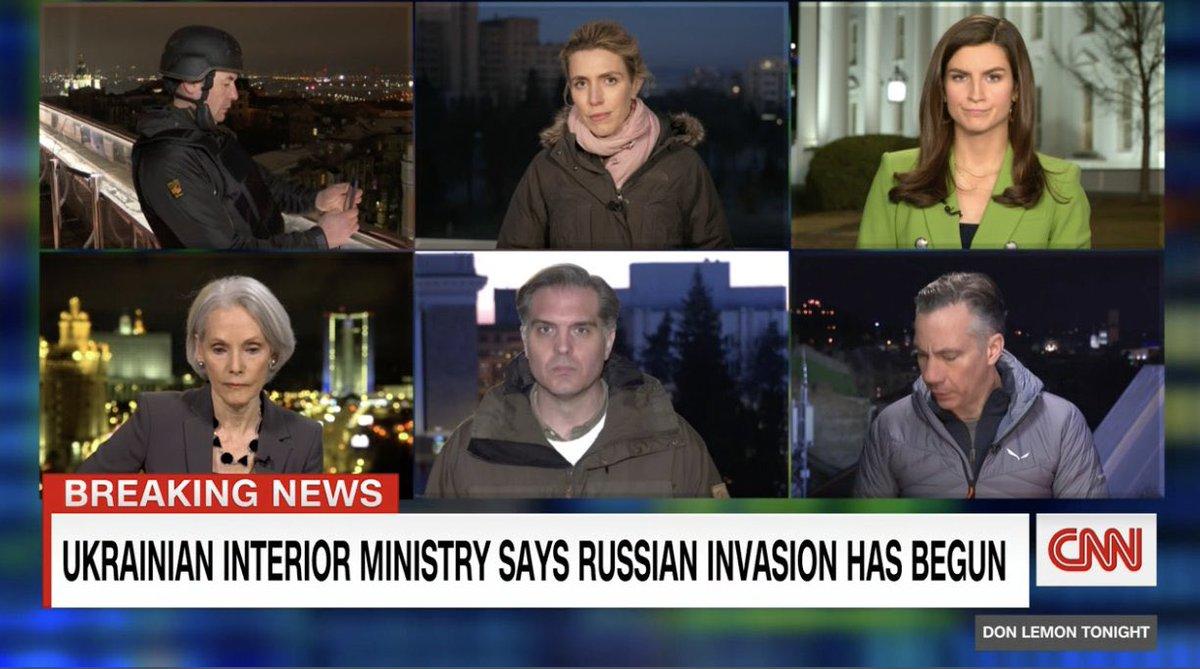 BREAKING NEWS
UKRAINIAN INTERIOR MINISTRY SAYS RUSSIAN INVASION HAS BEGUN
CNN
DON LEMON TONIGHT